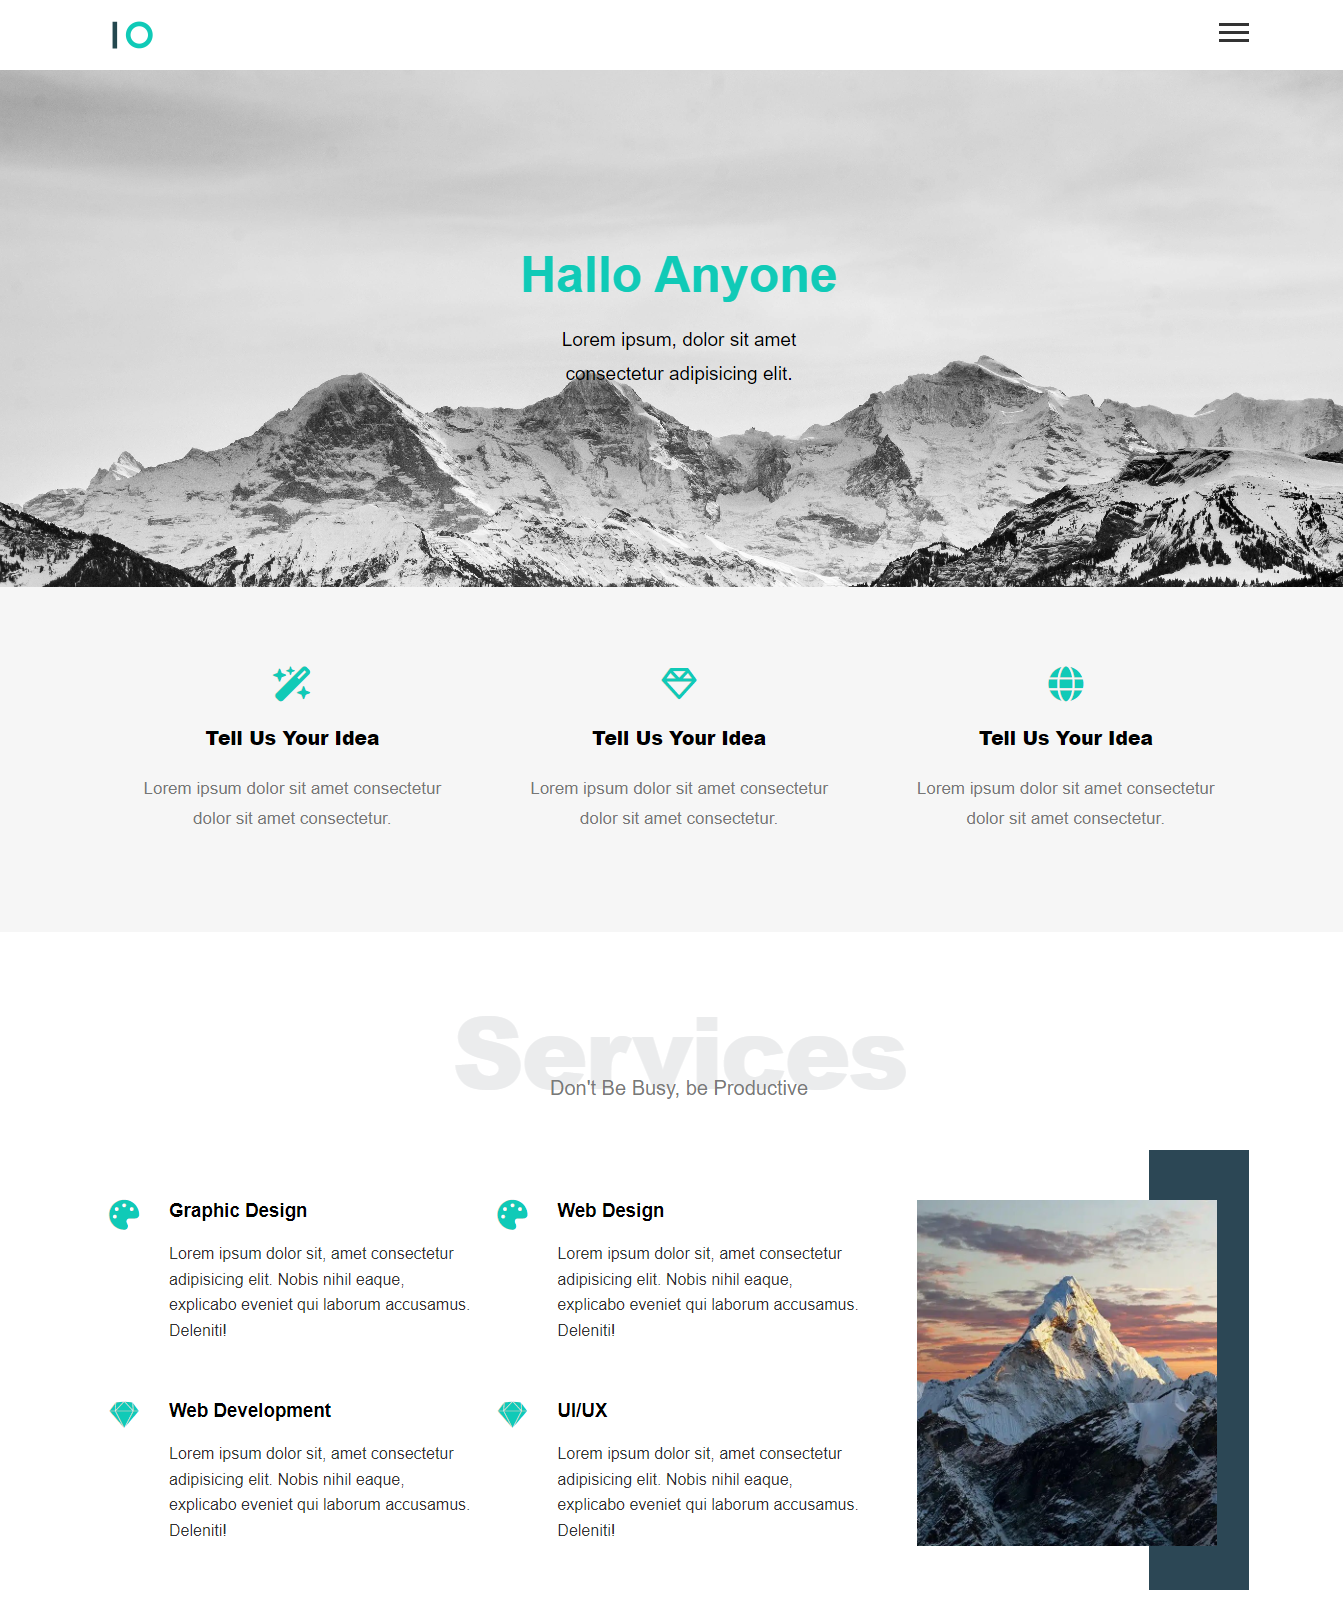 IO
Hallo Anyone
Lorem ipsum, dolor sit amet
consectetur adipisicing elit.
Tell Us Your Idea
Lorem ipsum dolor sit amet consectetur
dolor sit amet consectetur.
Tell Us Your Idea
Lorem ipsum dolor sit amet consectetur
dolor sit amet consectetur.
Tell Us Your Idea
Lorem ipsum dolor sit amet consectetur
dolor sit amet consectetur.
Services
Don't Be Busy, be Productive
Graphic Design
Lorem ipsum dolor sit, amet consectetur
adipisicing elit. Nobis nihil eaque,
explicabo eveniet qui laborum accusamus.
Deleniti!
Web Design
Lorem ipsum dolor sit, amet consectetur
adipisicing elit. Nobis nihil eaque,
explicabo eveniet qui laborum accusamus.
Deleniti!
Web Development
Lorem ipsum dolor sit, amet consectetur
adipisicing elit. Nobis nihil eaque,
explicabo eveniet qui laborum accusamus.
Deleniti!
UI/UX
Lorem ipsum dolor sit, amet consectetur
adipisicing elit. Nobis nihil eaque,
explicabo eveniet qui laborum accusamus.
Deleniti!